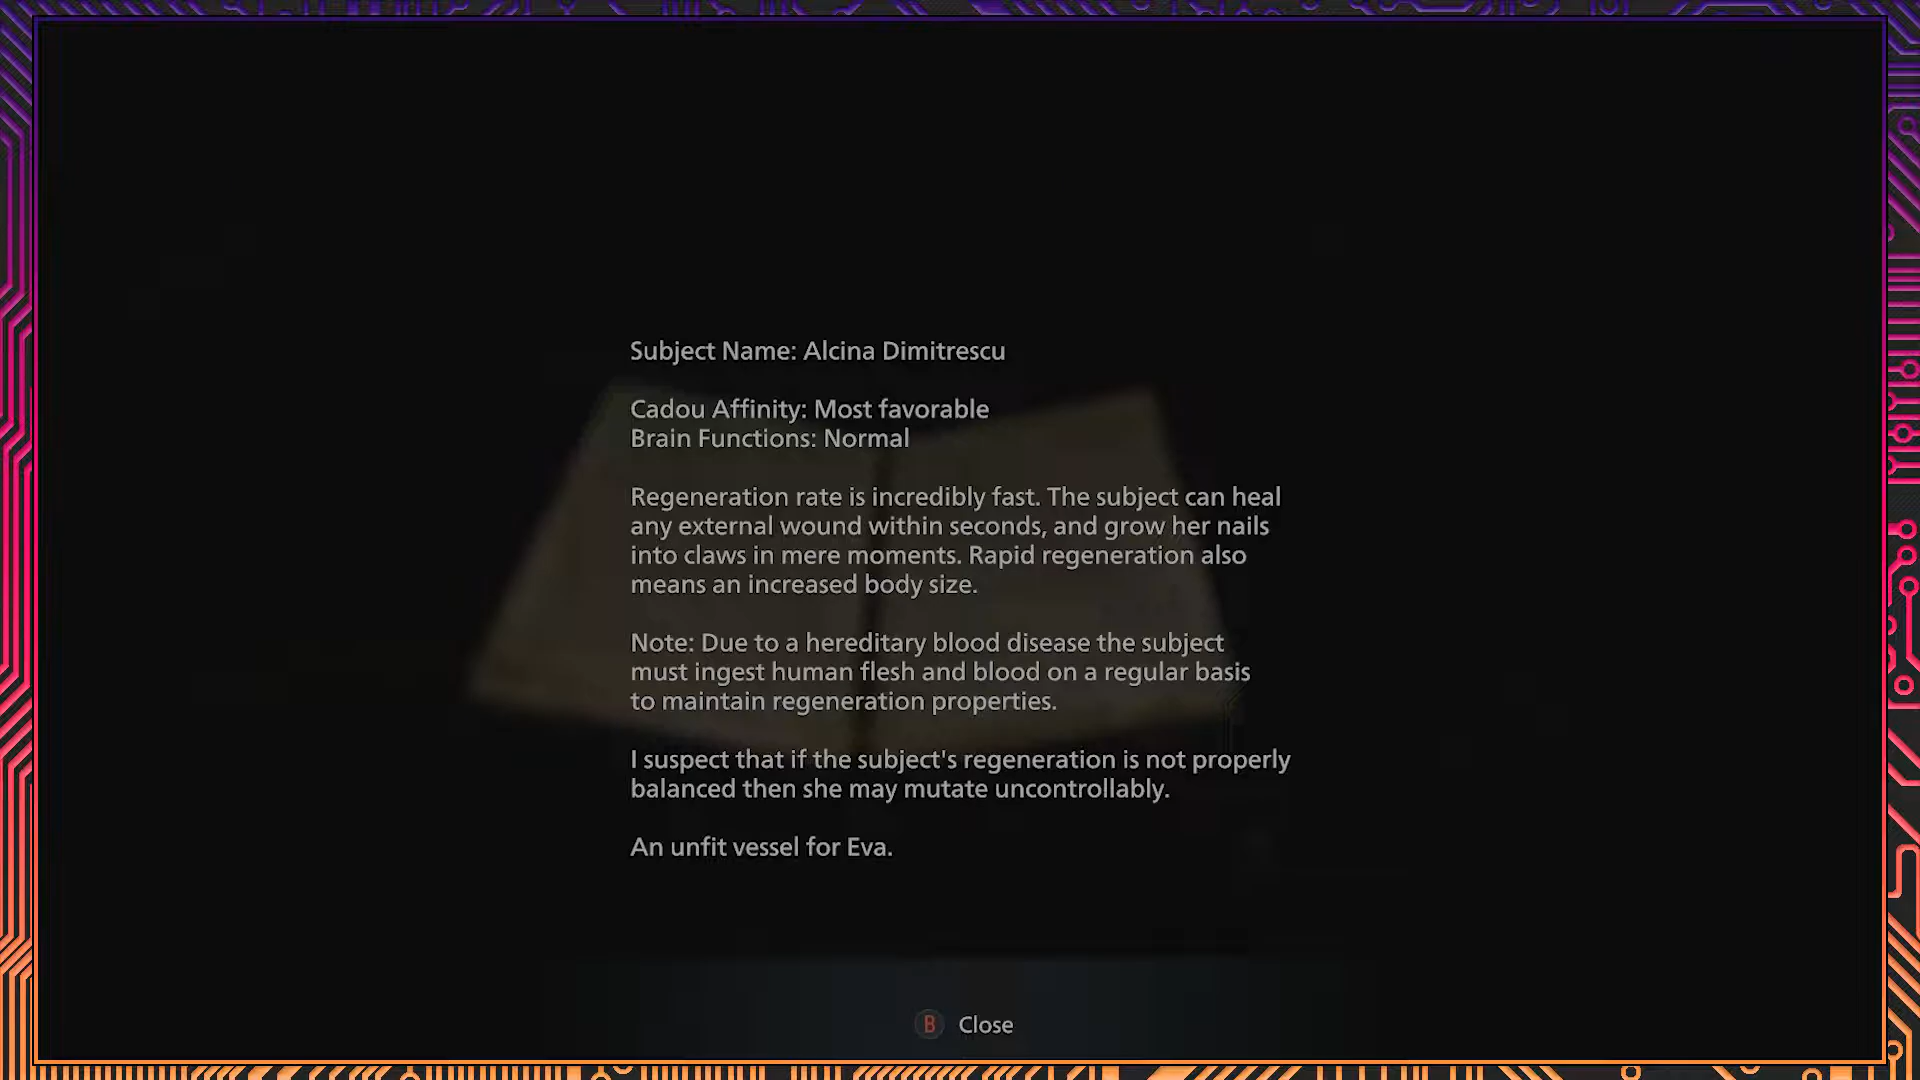 Subject Name: Alcina Dimitrescu
Cadou Affinity: Most favorable
Brain Functions: Normal
Regeneration rate is incredibly fast. The subject can heal
any external wound within seconds, and grow her nails
into claws in mere moments. Rapid regeneration also
means an increased body size.
Note: Due to a hereditary blood disease the subject
must ingest human flesh and blood on a regular basis
to maintain regeneration properties.
I suspect that if the subject's regeneration is not properly
balanced then she may mutate uncontrollably.
An unfit vessel for Eva.
B Close